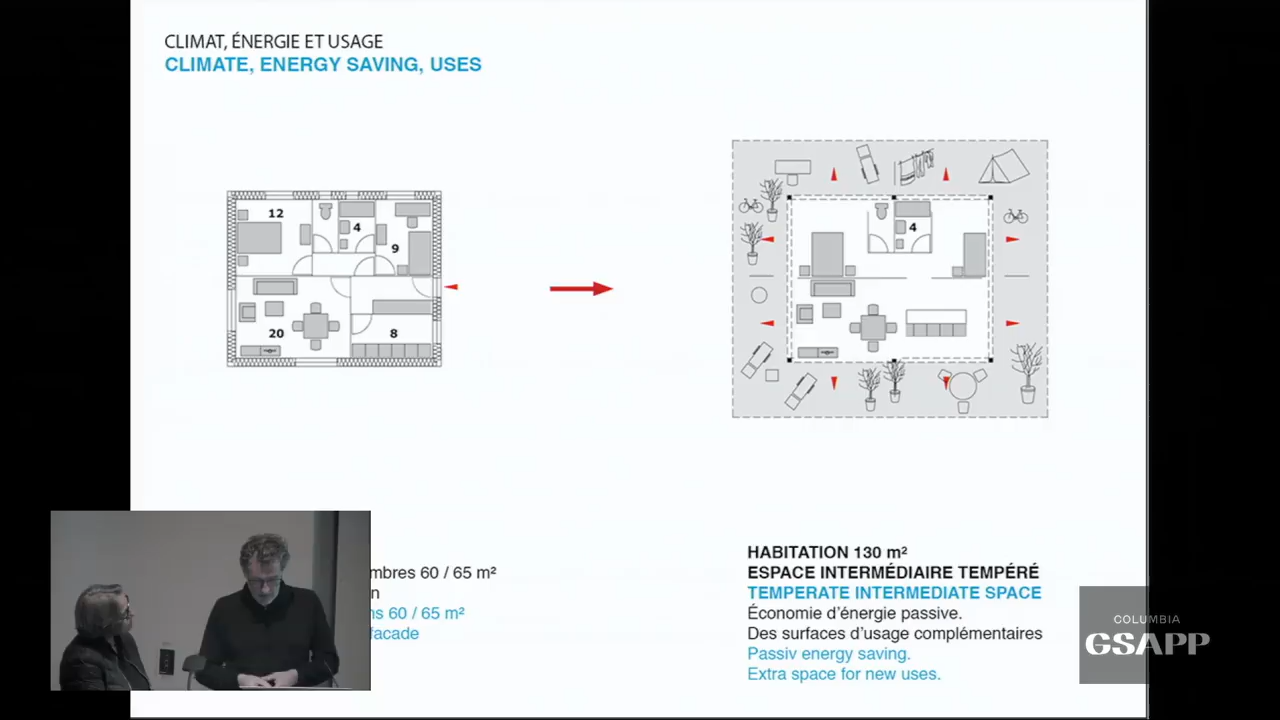 CLIMAT, ÉNERGIE ET USAGE
CLIMATE, ENERGY SAVING, USES
12
4
9
20
8
4
60 / 65 m²
60 / 65 m²
facade
HABITATION 130 m²
ESPACE INTERMÉDIAIRE TEMPÉRÉ
TEMPERATE INTERMEDIATE SPACE
Économie d'énergie passive.
Des surfaces d'usage complémentaires
Passiv energy saving.
Extra space for new uses.
COLUMBIA
GSAPP